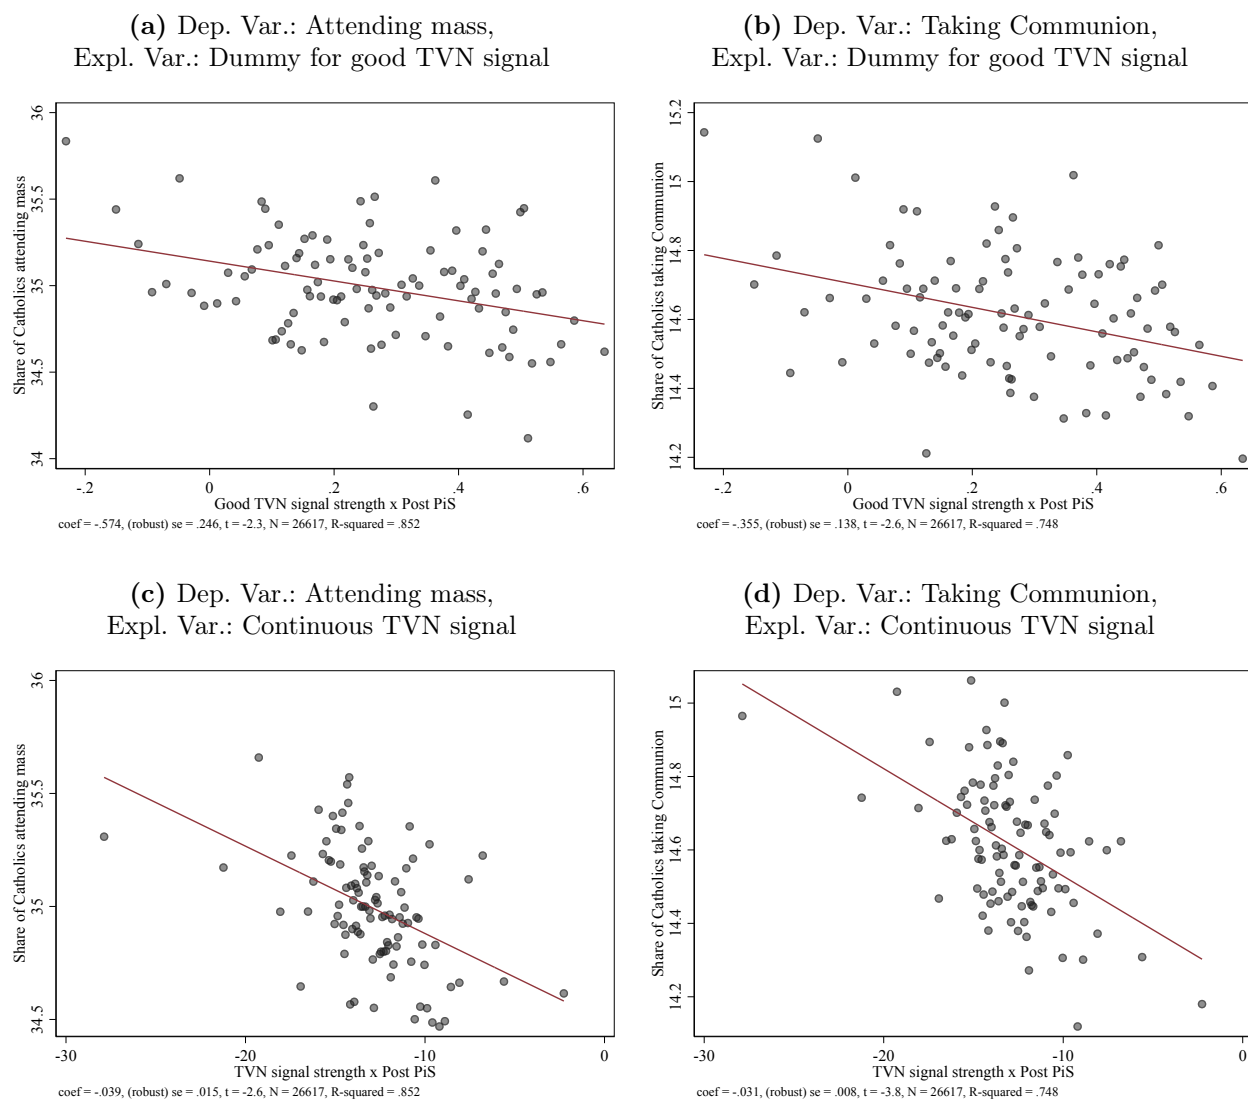 (a) Dep. Var.: Attending mass,
Expl. Var.: Dummy for good TVN signal
36
35.5
35
34.5
34
Share of Catholics attending mass
-.2 0 .2 .4 .6
Good TVN signal strength x Post PiS
coef = -.574, (robust) se = .246, t = -2.3, N = 26617, R-squared = .852
(b) Dep. Var.: Taking Communion,
Expl. Var.: Dummy for good TVN signal
15.2
15
14.8
14.6
14.4
14.2
Share of Catholics taking Communion
-.2 0 .2 .4 .6
Good TVN signal strength x Post PiS
coef = -.355, (robust) se = .138, t = -2.6, N = 26617, R-squared = .748
(c) Dep. Var.: Attending mass,
Expl. Var.: Continuous TVN signal
36
35.5
35
34.5
Share of Catholics attending mass
-30 -20 -10 0
TVN signal strength x Post PiS
coef = -.039, (robust) se = .015, t = -2.6, N = 26617, R-squared = .852
(d) Dep. Var.: Taking Communion,
Expl. Var.: Continuous TVN signal
15
14.8
14.6
14.4
14.2
Share of Catholics taking Communion
-30 -20 -10 0
TVN signal strength x Post PiS
coef = -.031, (robust) se = .008, t = -3.8, N = 26617, R-squared = .748